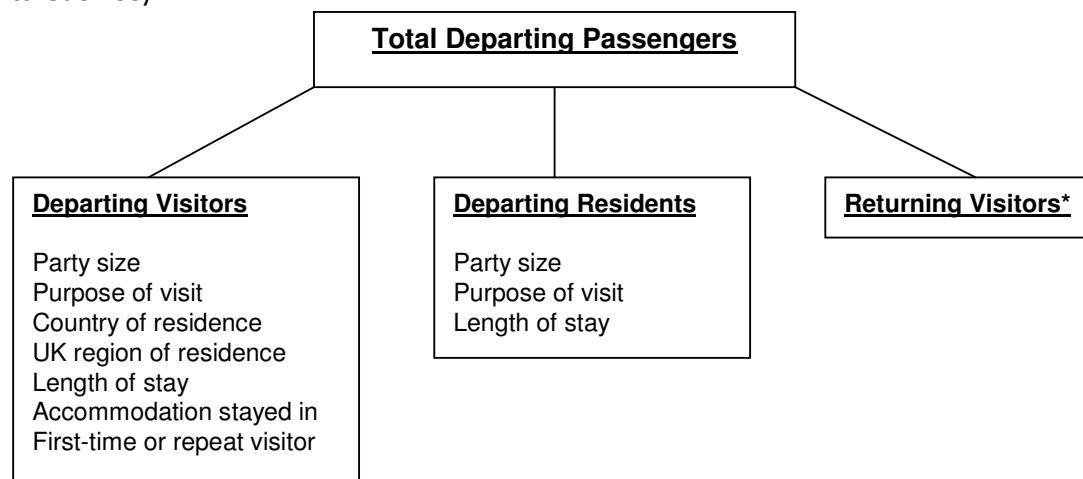 Total Departing Passengers
Departing Visitors
Party size
Purpose of visit
Country of residence
UK region of residence
Length of stay
Accommodation stayed in
First-time or repeat visitor
Departing Residents
Party size
Purpose of visit
Length of stay
Returning Visitors*